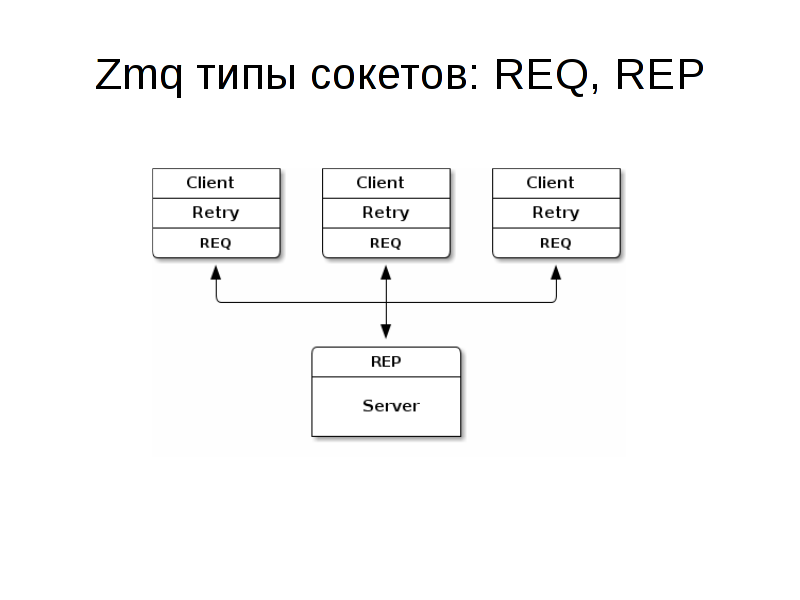 Zmq типы сокетов: REQ, REP
Client
Retry
REQ
Client
Retry
REQ
Client
Retry
REQ
REP
Server